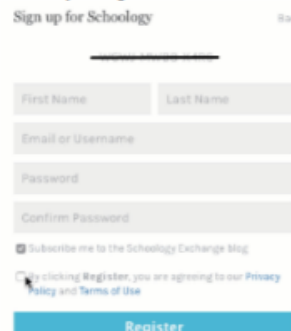 Sign up for Schoology
Ba
First Name Last Name
Email or Username
Password
Confirm Password
Subscribe me to the Schoology Exchange blog
By clicking Register, you are agreeing to our Privacy
Policy and Terms of Use
Register